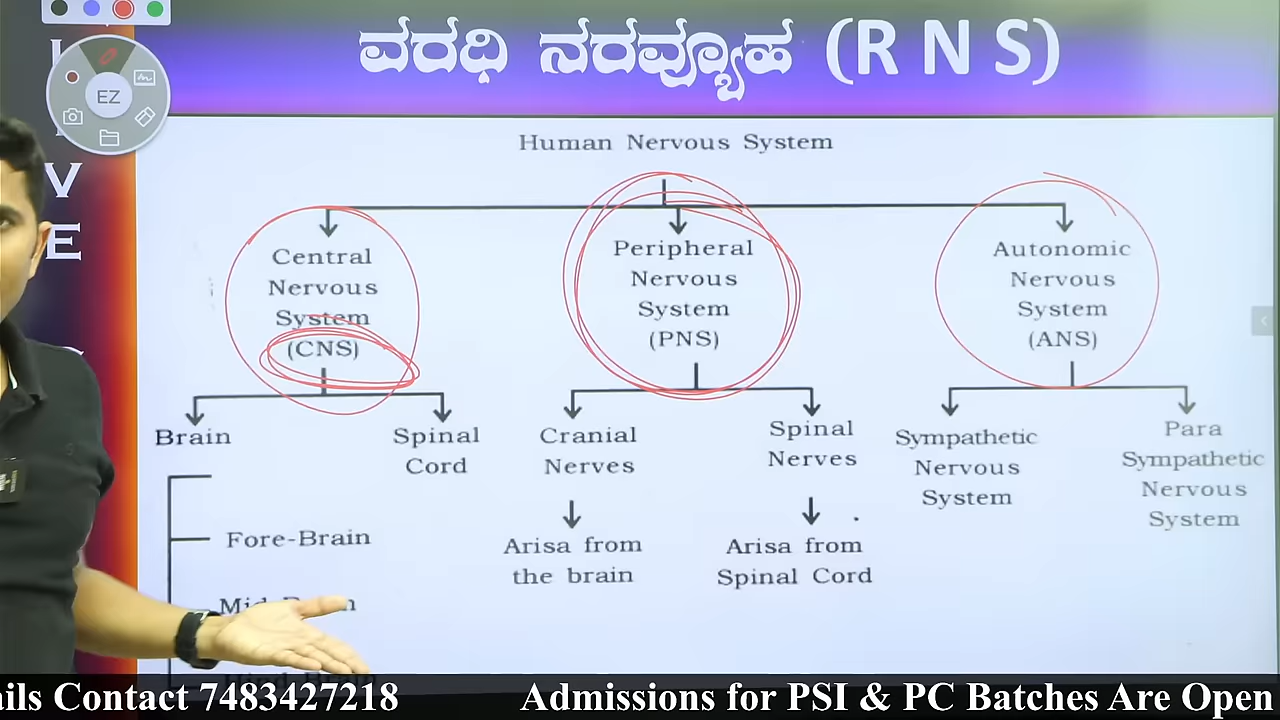 ವರಧಿ ನರವ್ಯೂಹ (R N S)
EZ
L
I
V
E
Human Nervous System
Central
Nervous
System
(CNS)
Peripheral
Nervous
System
(PNS)
Autonomic
Nervous
System
(ANS)
Brain
Spinal
Cord
Cranial
Nerves
Spinal
Nerves
Sympathetic
Nervous
System
Para
Sympathetic
Nervous
System
Arisa from
the brain
Arisa from
Spinal Cord
Fore-Brain
ails Contact 7483427218 Admissions for PSI & PC Batches Are Open